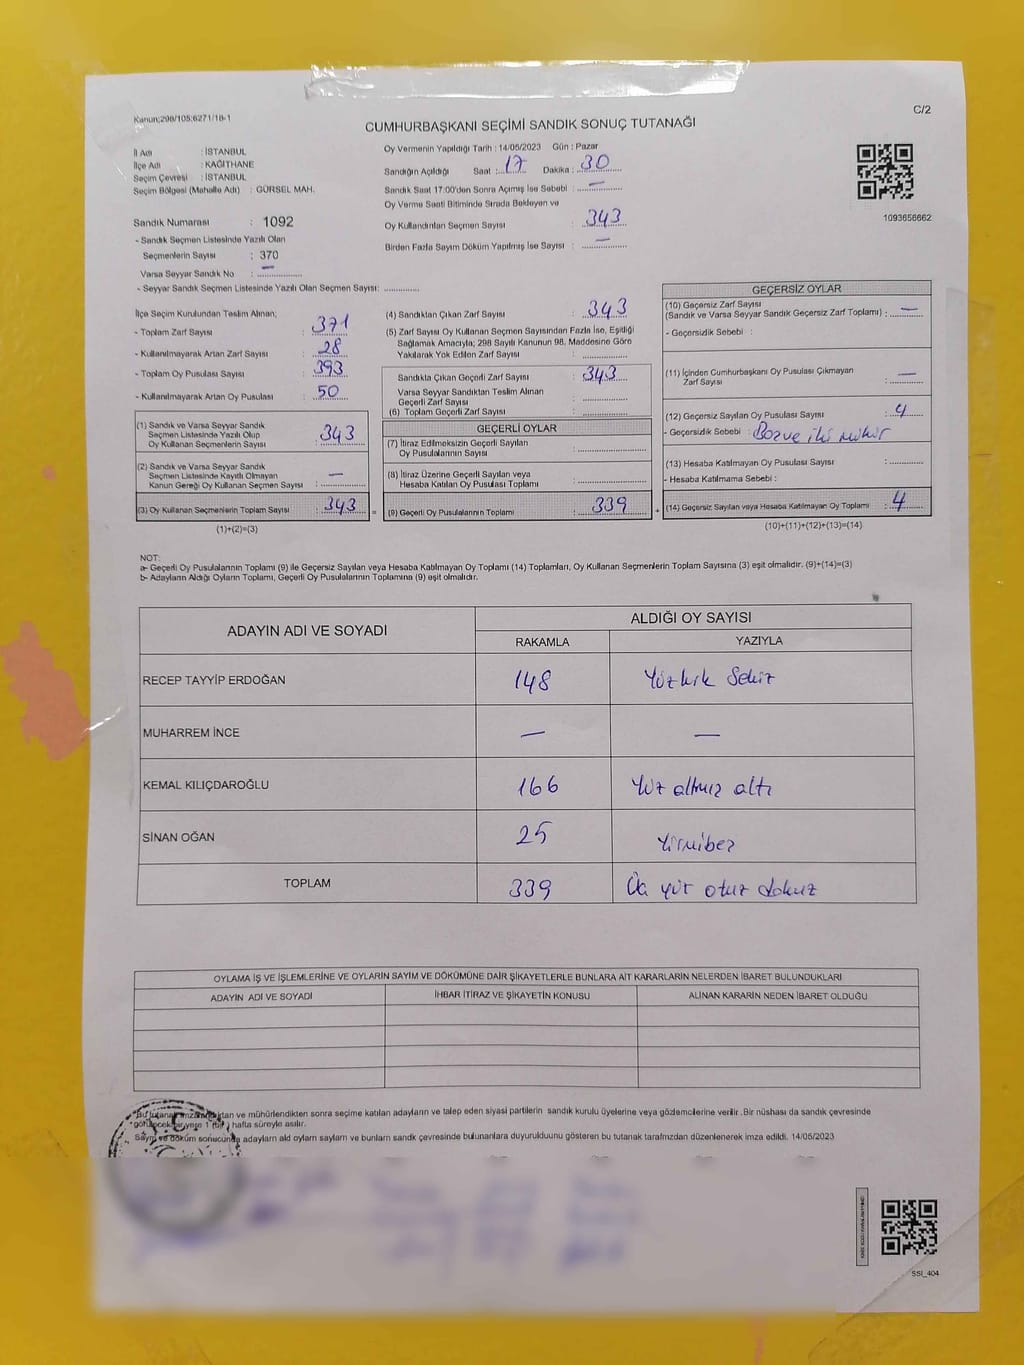 Kanun;298/105;6271/18-1
C/2
CUMHURBAŞKANI SEÇİMİ SANDIK SONUÇ TUTANAĞI
İl Adı : İSTANBUL
İlçe Adı : KAĞITHANE
Seçim Çevresi : İSTANBUL
Seçim Bölgesi (Mahalle Adı) : GÜRSEL MAH.
Sandık Numarası : 1092
- Sandık Seçmen Listesinde Yazılı Olan
Seçmenlerin Sayısı : 370
Varsa Seyyar Sandık No : —
- Seyyar Sandık Seçmen Listesinde Yazılı Olan Seçmen Sayısı:
Oy Vermenin Yapıldığı Tarih : 14/05/2023 Gün : Pazar
Sandığın Açıldığı Saat : 17 Dakika : 30
Sandık Saat 17:00'den Sonra Açılmış İse Sebebi : —
Oy Verme Saati Bitiminde Sırada Bekleyen ve
Oy Kullandırılan Seçmen Sayısı : 343
Birden Fazla Sayım Döküm Yapılmış İse Sayısı : —
1093656662
İlçe Seçim Kurulundan Teslim Alınan;
- Toplam Zarf Sayısı : 371
- Kullanılmayarak Artan Zarf Sayısı : 28
- Toplam Oy Pusulası Sayısı : 393
- Kullanılmayarak Artan Oy Pusulası : 50
(1) Sandık ve Varsa Seyyar Sandık
Seçmen Listesinde Yazılı Olup
Oy Kullanan Seçmenlerin Sayısı : 343
(2) Sandık ve Varsa Seyyar Sandık
Seçmen Listesinde Kayıtlı Olmayan
Kanun Gereği Oy Kullanan Seçmen Sayısı : —
(3) Oy Kullanan Seçmenlerin Toplam Sayısı : 343
(1)+(2)=(3)
(4) Sandıktan Çıkan Zarf Sayısı : 343
(5) Zarf Sayısı Oy Kullanan Seçmen Sayısından Fazla İse, Eşitliği
Sağlamak Amacıyla; 298 Sayılı Kanunun 98. Maddesine Göre
Yakılarak Yok Edilen Zarf Sayısı :
Sandıkta Çıkan Geçerli Zarf Sayısı : 343
Varsa Seyyar Sandıktan Teslim Alınan
Geçerli Zarf Sayısı :
(6) Toplam Geçerli Zarf Sayısı :
GEÇERLİ OYLAR
(7) İtiraz Edilmeksizin Geçerli Sayılan
Oy Pusulalarının Sayısı :
(8) İtiraz Üzerine Geçerli Sayılan veya
Hesaba Katılan Oy Pusulası Toplamı :
= (9) Geçerli Oy Pusulalarının Toplamı : 339 +
GEÇERSİZ OYLAR
(10) Geçersiz Zarf Sayısı
(Sandık ve Varsa Seyyar Sandık Geçersiz Zarf Toplamı) : —
- Geçersizlik Sebebi :
(11) İçinden Cumhurbaşkanı Oy Pusulası Çıkmayan
Zarf Sayısı : —
(12) Geçersiz Sayılan Oy Pusulası Sayısı : 4
- Geçersizlik Sebebi : Boş ve iki mühür
(13) Hesaba Katılmayan Oy Pusulası Sayısı :
- Hesaba Katılmama Sebebi :
(14) Geçersiz Sayılan veya Hesaba Katılmayan Oy Toplamı : 4
(10)+(11)+(12)+(13)=(14)
NOT:
a- Geçerli Oy Pusulalarının Toplamı (9) ile Geçersiz Sayılan veya Hesaba Katılmayan Oy Toplamı (14) Toplamları, Oy Kullanan Seçmenlerin Toplam Sayısına (3) eşit olmalıdır. (9)+(14)=(3)
b- Adayların Aldığı Oyların Toplamı, Geçerli Oy Pusulalarının Toplamına (9) eşit olmalıdır.
ADAYIN ADI VE SOYADI
ALDIĞI OY SAYISI
RAKAMLA YAZIYLA
RECEP TAYYİP ERDOĞAN 148 Yüzkırk Sekiz
MUHARREM İNCE — —
KEMAL KILIÇDAROĞLU 166 Yüz altmış altı
SİNAN OĞAN 25 Yirmibeş
TOPLAM 339 Üç yüz otuz dokuz
OYLAMA İŞ VE İŞLEMLERİNE VE OYLARIN SAYIM VE DÖKÜMÜNE DAİR ŞİKAYETLERLE BUNLARA AİT KARARLARIN NELERDEN İBARET BULUNDUKLARI
ADAYIN ADI VE SOYADI İHBAR İTİRAZ VE ŞİKAYETİN KONUSU ALINAN KARARIN NEDEN İBARET OLDUĞU
Bu tutanak ve mühürlendikten sonra seçime katılan adayların ve talep eden siyasi partilerin sandık kurulu üyelerine veya gözlemcilerine verilir. Bir nüshası da sandık çevresinde
yere 1 hafta süreyle asılır.
Sayım ve döküm sonucunda adayların ald oyların sayların ve bunların sandık çevresinde bulunanlara duyurulduunu gösteren bu tutanak tarafmızdan düzenlenerek imza edildi. 14/05/2023
T.C.
SSI_404